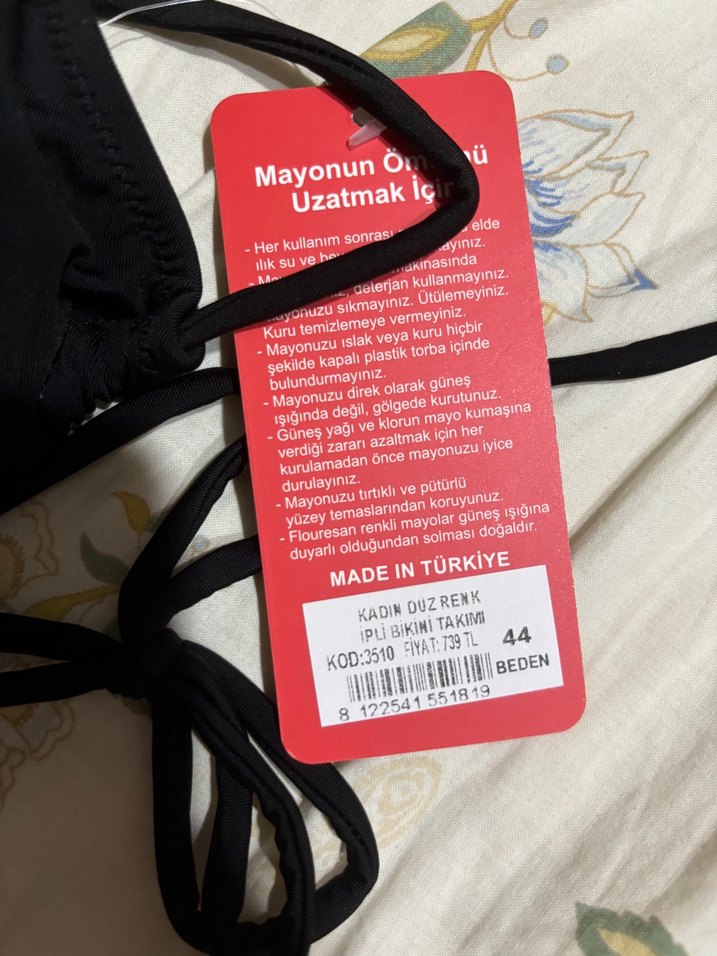 Mayonun
Uzatmak İçir
- Her kullanım sonrası elde
ılık su ve kayınız.
makinasında
deterjan kullanmayınız.
sıkmayınız. Ütülemeyiniz.
Kuru temizlemeye vermeyiniz.
- Mayonuzu ıslak veya kuru hiçbir
şekilde kapalı plastik torba içinde
bulundurmayınız.
- Mayonuzu direk olarak güneş
ışığında değil, gölgede kurutunuz.
- Güneş yağı ve klorun mayo kumaşına
verdiği zararı azaltmak için her
kurulamadan önce mayonuzu iyice
durulayınız.
- Mayonuzu tırtıklı ve pütürlü
yüzey temaslarından koruyunuz.
- Flouresan renkli mayolar güneş ışığına
duyarlı olduğundan solması doğaldır.
MADE IN TÜRKİYE
KADIN DÜZ RENK
İPLİ BİKİNİ TAKIMI
KOD:3510 FİYAT: 739 TL
44
BEDEN
8 122541 551819